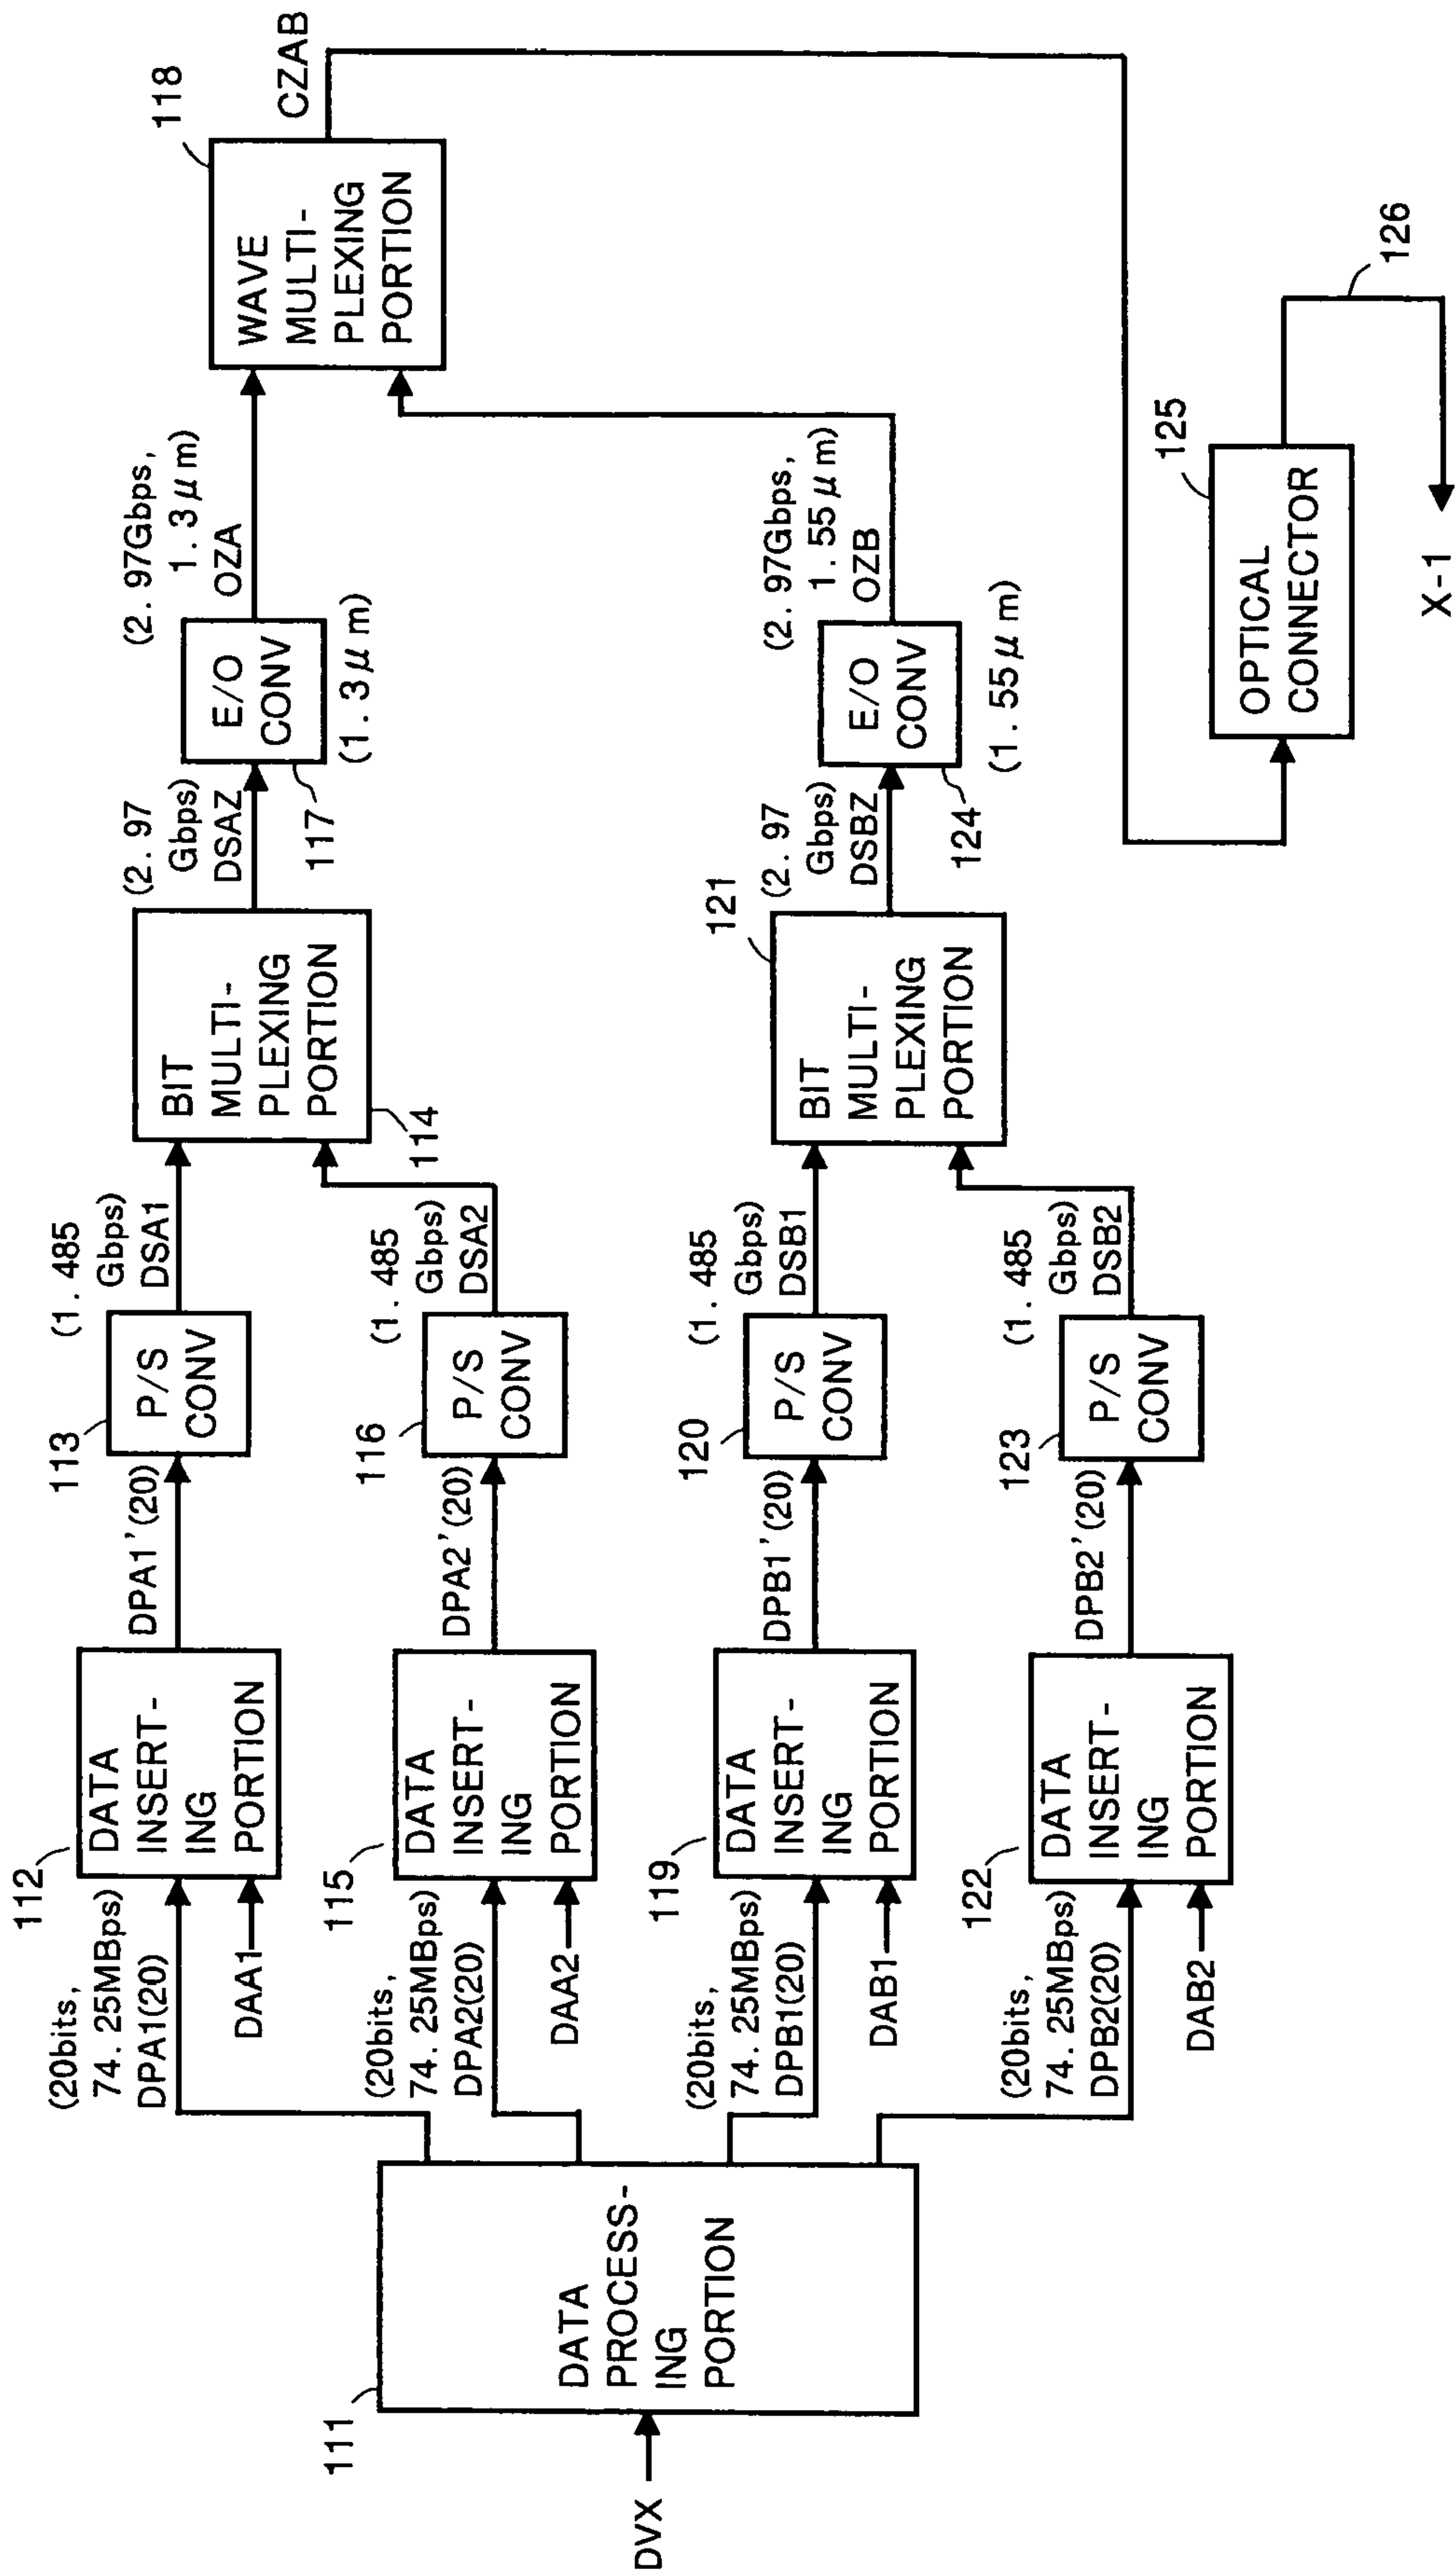 DVX
111
DATA
PROCESS-
ING
PORTION
(20bits,
74. 25MBps)
DPA1(20)
DAA1
112
DATA
INSERT-
ING
PORTION
DPA1'(20)
113
P/S
CONV
(1. 485
Gbps)
DSA1
(20bits,
74. 25MBps)
DPA2(20)
DAA2
115
DATA
INSERT-
ING
PORTION
DPA2'(20)
116
P/S
CONV
(1. 485
Gbps)
DSA2
BIT
MULTI-
PLEXING
PORTION
114
(2. 97
Gbps)
DSAZ
E/O
CONV
117
(1. 3μm)
(2. 97Gbps,
1. 3μm)
OZA
(20bits,
74. 25MBps)
DPB1(20)
DAB1
119
DATA
INSERT-
ING
PORTION
DPB1'(20)
120
P/S
CONV
(1. 485
Gbps)
DSB1
(20bits,
74. 25MBps)
DPB2(20)
DAB2
122
DATA
INSERT-
ING
PORTION
DPB2'(20)
123
P/S
CONV
(1. 485
Gbps)
DSB2
121
BIT
MULTI-
PLEXING
PORTION
(2. 97
Gbps)
DSBZ
E/O
CONV
124
(1. 55μm)
(2. 97Gbps,
1. 55μm)
OZB
118
WAVE
MULTI-
PLEXING
PORTION
CZAB
125
OPTICAL
CONNECTOR
126
X-1